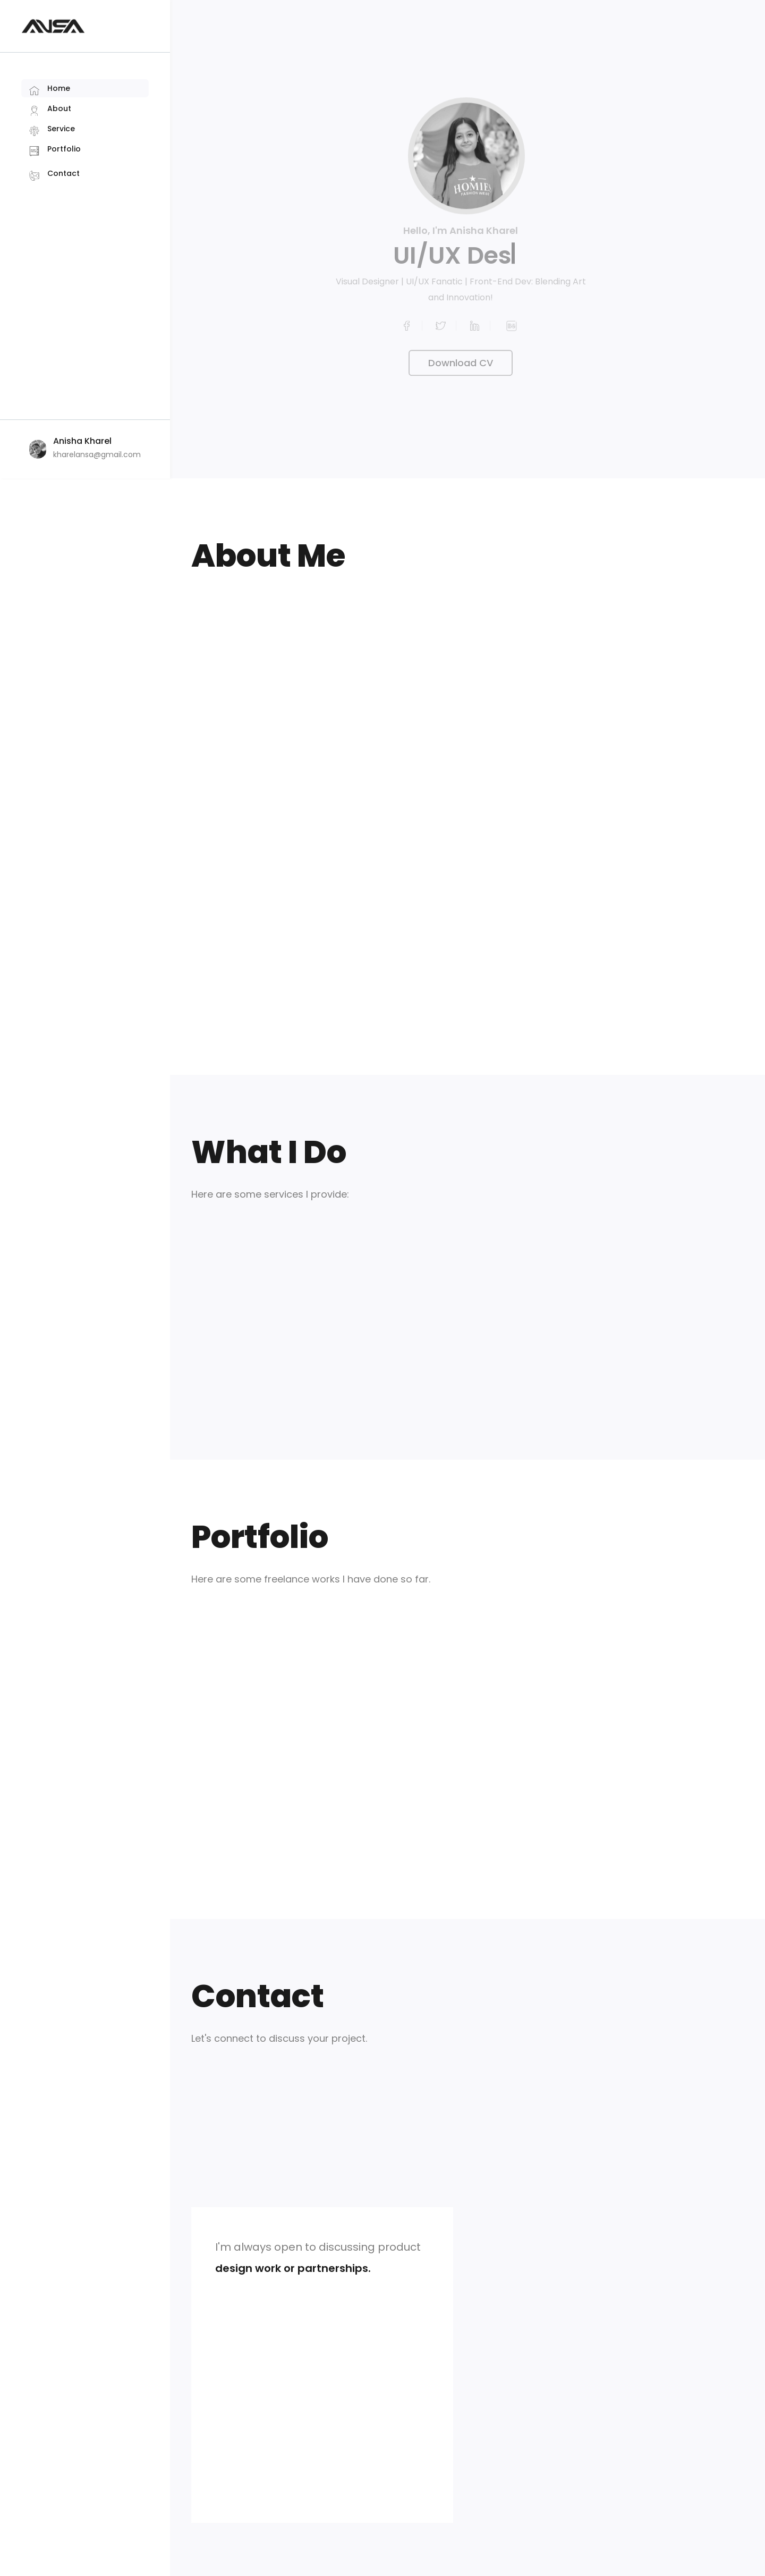 ANSA
Home
About
Service
Portfolio
Contact
Anisha Kharel
kharelansa@gmail.com
HOMIES
Hello, I'm Anisha Kharel
UI/UX Des
Visual Designer | UI/UX Fanatic | Front-End Dev: Blending Art
and Innovation!
Download CV
About Me
What I Do
Here are some services I provide:
Portfolio
Here are some freelance works I have done so far.
Contact
Let's connect to discuss your project.
I'm always open to discussing product
design work or partnerships.